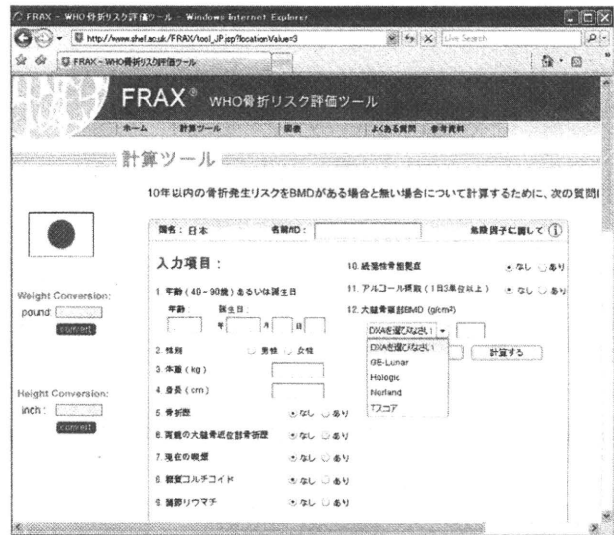 FRAX - WHO骨折リスク評価ツール - Windows Internet Explorer
http://www.shef.ac.uk/FRAX/tool_JP.jsp?locationValue=3
Live Search
FRAX - WHO骨折リスク評価ツール
FRAX® WHO骨折リスク評価ツール
ホーム 計算ツール 図表 よくある質問 参考資料
計算ツール
10年以内の骨折発生リスクをBMDがある場合と無い場合について計算するために、次の質問に
国名:日本 名前/ID: 危険因子に関して
入力項目:
1. 年齢(40-90歳)あるいは誕生日
年齢: 誕生日:
年 月 日
2. 性別 男性 女性
3. 体重(kg)
4. 身長(cm)
5. 骨折歴 なし あり
6. 両親の大腿骨近位部骨折歴 なし あり
7. 現在の喫煙 なし あり
8. 糖質コルチコイド なし あり
9. 関節リウマチ なし あり
10. 続発性骨粗鬆症 なし あり
11. アルコール摂取(1日3単位以上) なし あり
12. 大腿骨頸部BMD (g/cm²)
DXAを選びなさい
DXAを選びなさい
GE-Lunar
Hologic
Norland
Tスコア
計算する
Weight Conversion:
pound:
convert
Height Conversion:
inch:
convert